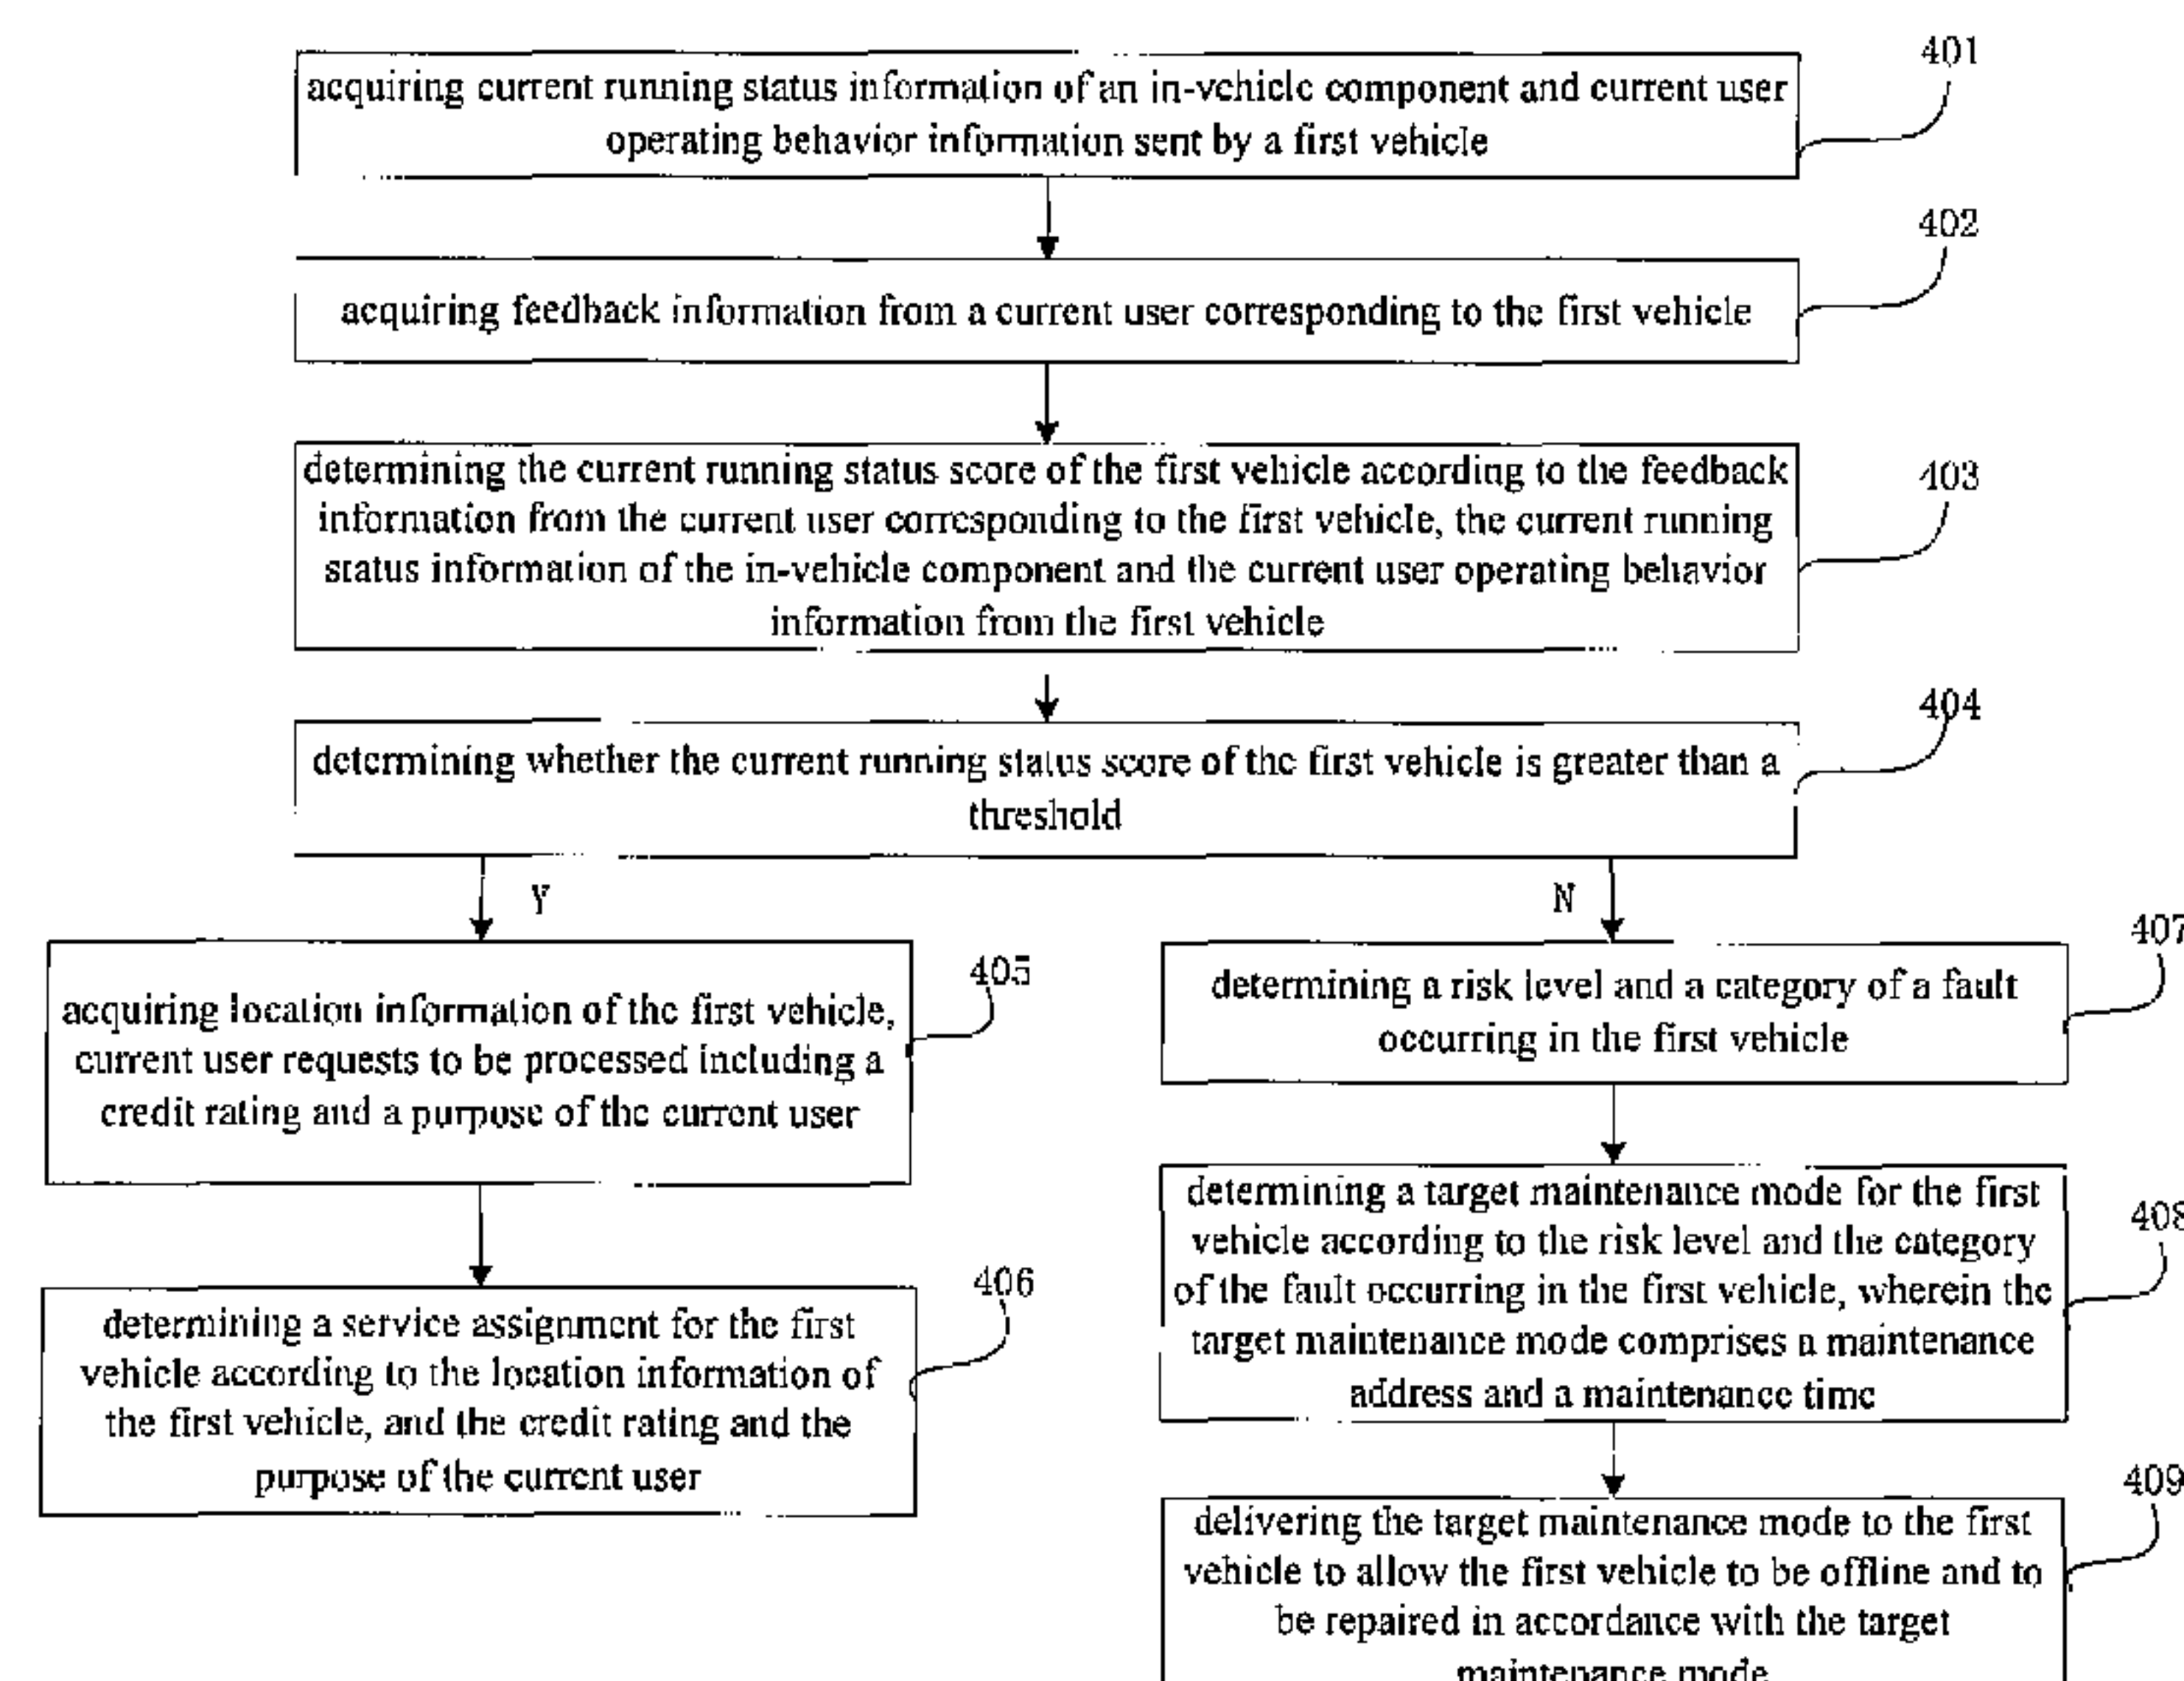 401
acquiring current running status information of an in-vehicle component and current user
operating behavior information sent by a first vehicle
402
acquiring feedback information from a current user corresponding to the first vehicle
403
determining the current running status score of the first vehicle according to the feedback
information from the current user corresponding to the first vehicle, the current running
status information of the in-vehicle component and the current user operating behavior
information from the first vehicle
404
determining whether the current running status score of the first vehicle is greater than a
threshold
Y
N
405
acquiring location information of the first vehicle,
current user requests to be processed including a
credit rating and a purpose of the current user
406
determining a service assignment for the first
vehicle according to the location information of
the first vehicle, and the credit rating and the
purpose of the current user
407
determining a risk level and a category of a fault
occurring in the first vehicle
408
determining a target maintenance mode for the first
vehicle according to the risk level and the category
of the fault occurring in the first vehicle, wherein the
target maintenance mode comprises a maintenance
address and a maintenance time
409
delivering the target maintenance mode to the first
vehicle to allow the first vehicle to be offline and to
be repaired in accordance with the target
maintenance mode